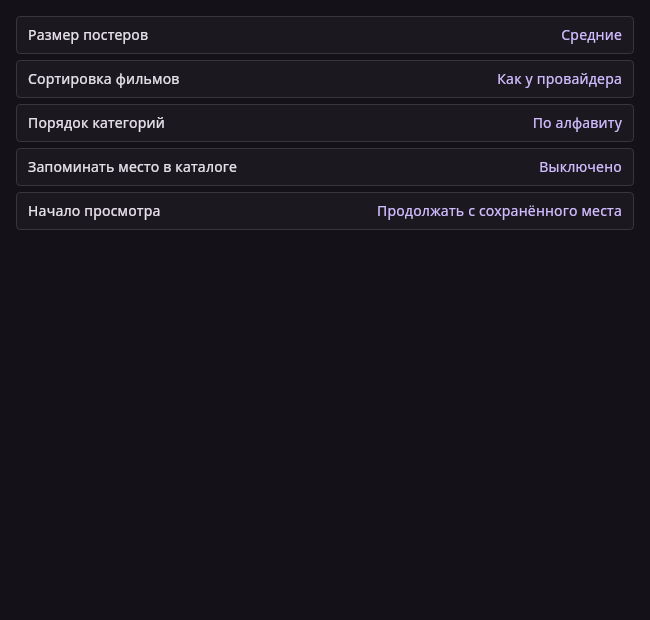 Размер постеров Средние
Сортировка фильмов Как у провайдера
Порядок категорий По алфавиту
Запоминать место в каталоге Выключено
Начало просмотра Продолжать с сохранённого места